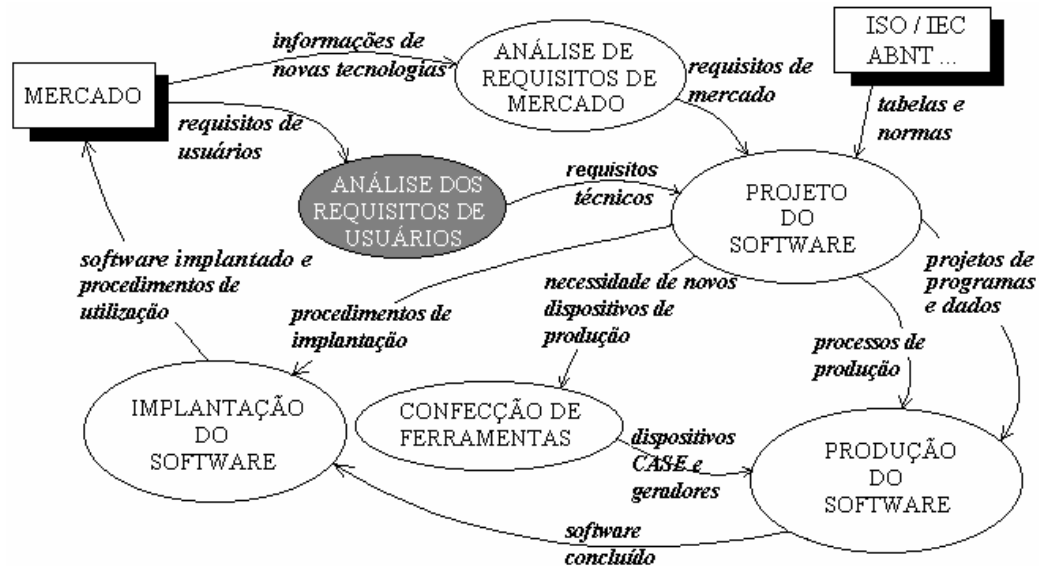 informações de
novas tecnologias
ANÁLISE DE
REQUISITOS DE
MERCADO
requisitos de
mercado
ISO / IEC
ABNT ...
MERCADO
tabelas e
normas
requisitos de
usuários
ANÁLISE DOS
REQUISITOS DE
USUÁRIOS
requisitos
técnicos
PROJETO
DO
SOFTWARE
software implantado e
procedimentos de
utilização
procedimentos de
implantação
necessidade de novos
dispositivos de
produção
projetos de
programas
e dados
processos de
produção
IMPLANTAÇÃO
DO
SOFTWARE
CONFECÇÃO DE
FERRAMENTAS
dispositivos
CASE e
geradores
PRODUÇÃO
DO
SOFTWARE
software
concluído